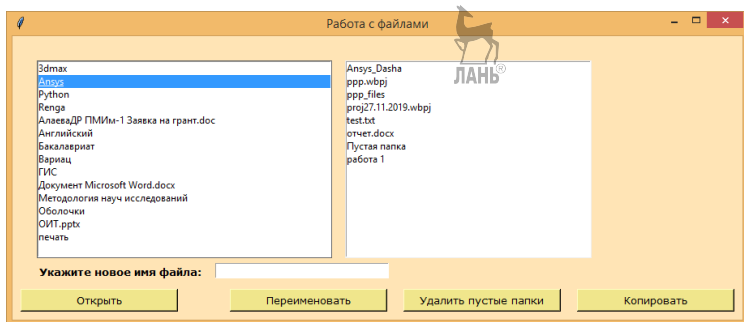 Работа с файлами
ЛАНЬ®
3dmax
Ansys
Python
Renga
АлаеваДР ПМИм-1 Заявка на грант.doc
Английский
Бакалавриат
Вариац
ГИС
Документ Microsoft Word.docx
Методология науч исследований
Оболочки
ОИТ.pptx
печать
Ansys_Dasha
ppp.wbpj
ppp_files
proj27.11.2019.wbpj
test.txt
отчет.docx
Пустая папка
работа 1
Укажите новое имя файла:
Открыть
Переименовать
Удалить пустые папки
Копировать